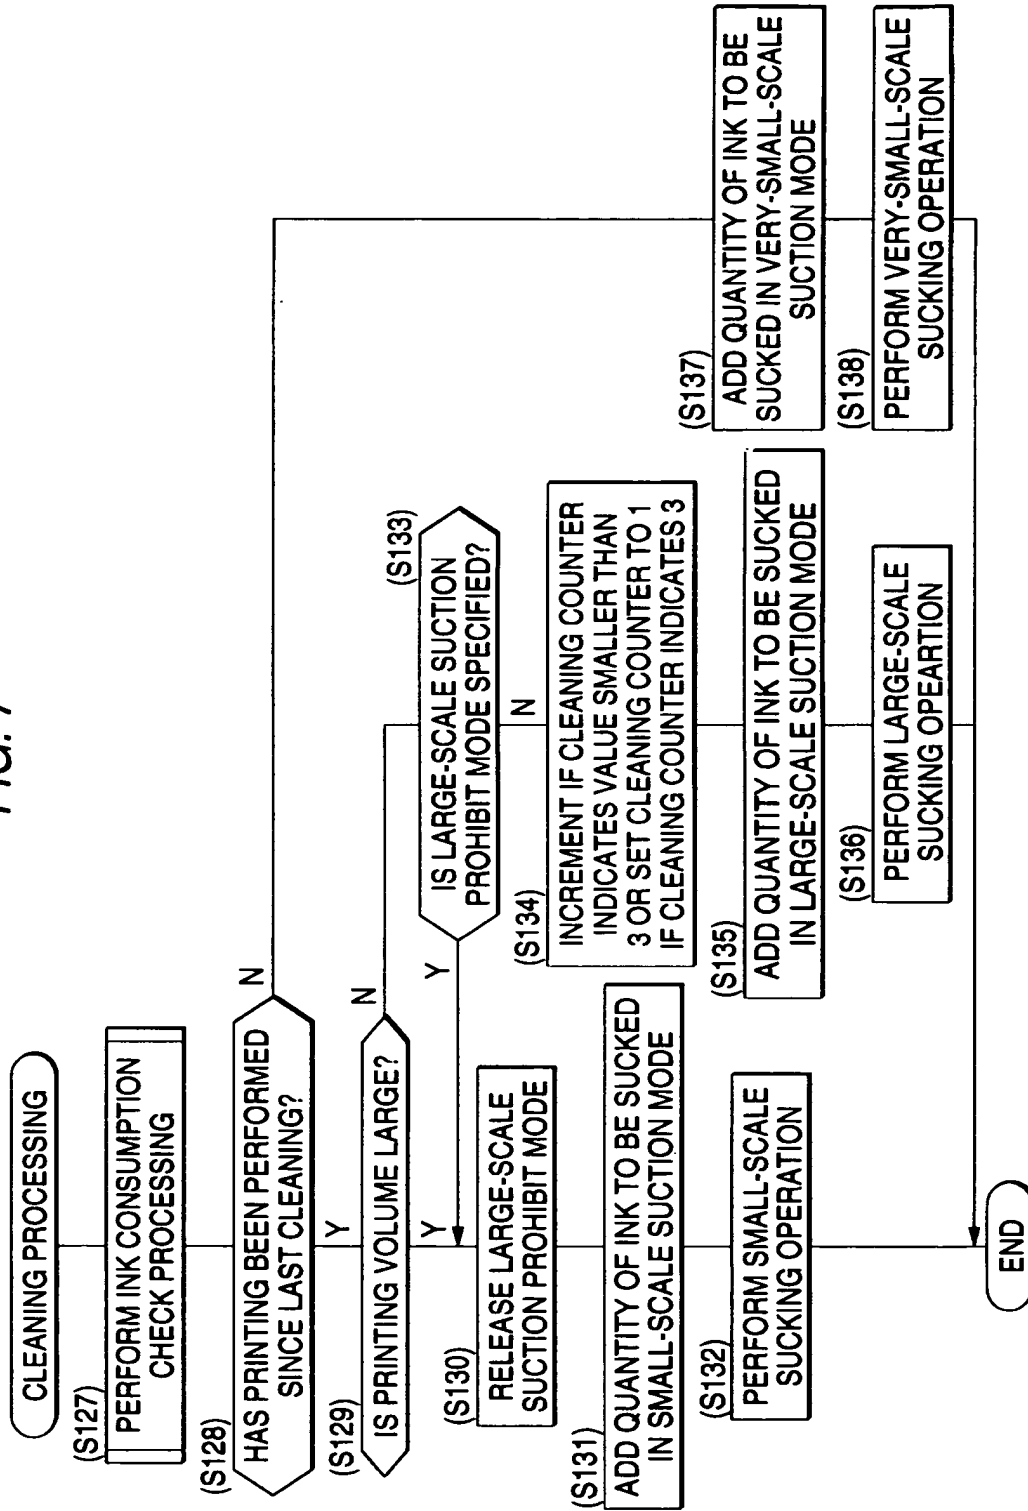 CLEANING PROCESSING
(S127)
PERFORM INK CONSUMPTION
CHECK PROCESSING
(S128)
HAS PRINTING BEEN PERFORMED
SINCE LAST CLEANING?
N
Y
(S129)
IS PRINTING VOLUME LARGE?
N
Y
(S130)
RELEASE LARGE-SCALE
SUCTION PROHIBIT MODE
(S131)
ADD QUANTITY OF INK TO BE SUCKED
IN SMALL-SCALE SUCTION MODE
(S132)
PERFORM SMALL-SCALE
SUCKING OPERATION
END
(S133)
IS LARGE-SCALE SUCTION
PROHIBIT MODE SPECIFIED?
Y
N
(S134)
INCREMENT IF CLEANING COUNTER
INDICATES VALUE SMALLER THAN
3 OR SET CLEANING COUNTER TO 1
IF CLEANING COUNTER INDICATES 3
(S135)
ADD QUANTITY OF INK TO BE SUCKED
IN LARGE-SCALE SUCTION MODE
(S136)
PERFORM LARGE-SCALE
SUCKING OPEARTION
(S137)
ADD QUANTITY OF INK TO BE
SUCKED IN VERY-SMALL-SCALE
SUCTION MODE
(S138)
PERFORM VERY-SMALL-SCALE
SUCKING OPERATION